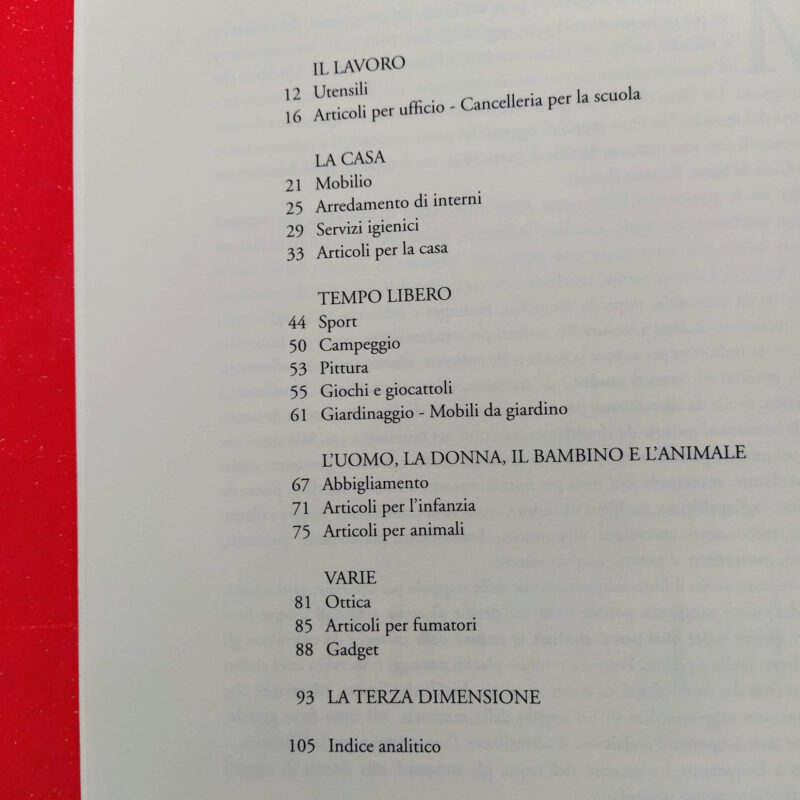 IL LAVORO
12 Utensili
16 Articoli per ufficio - Cancelleria per la scuola
LA CASA
21 Mobilio
25 Arredamento di interni
29 Servizi igienici
33 Articoli per la casa
TEMPO LIBERO
44 Sport
50 Campeggio
53 Pittura
55 Giochi e giocattoli
61 Giardinaggio - Mobili da giardino
L'UOMO, LA DONNA, IL BAMBINO E L'ANIMALE
67 Abbigliamento
71 Articoli per l'infanzia
75 Articoli per animali
VARIE
81 Ottica
85 Articoli per fumatori
88 Gadget
93 LA TERZA DIMENSIONE
105 Indice analitico